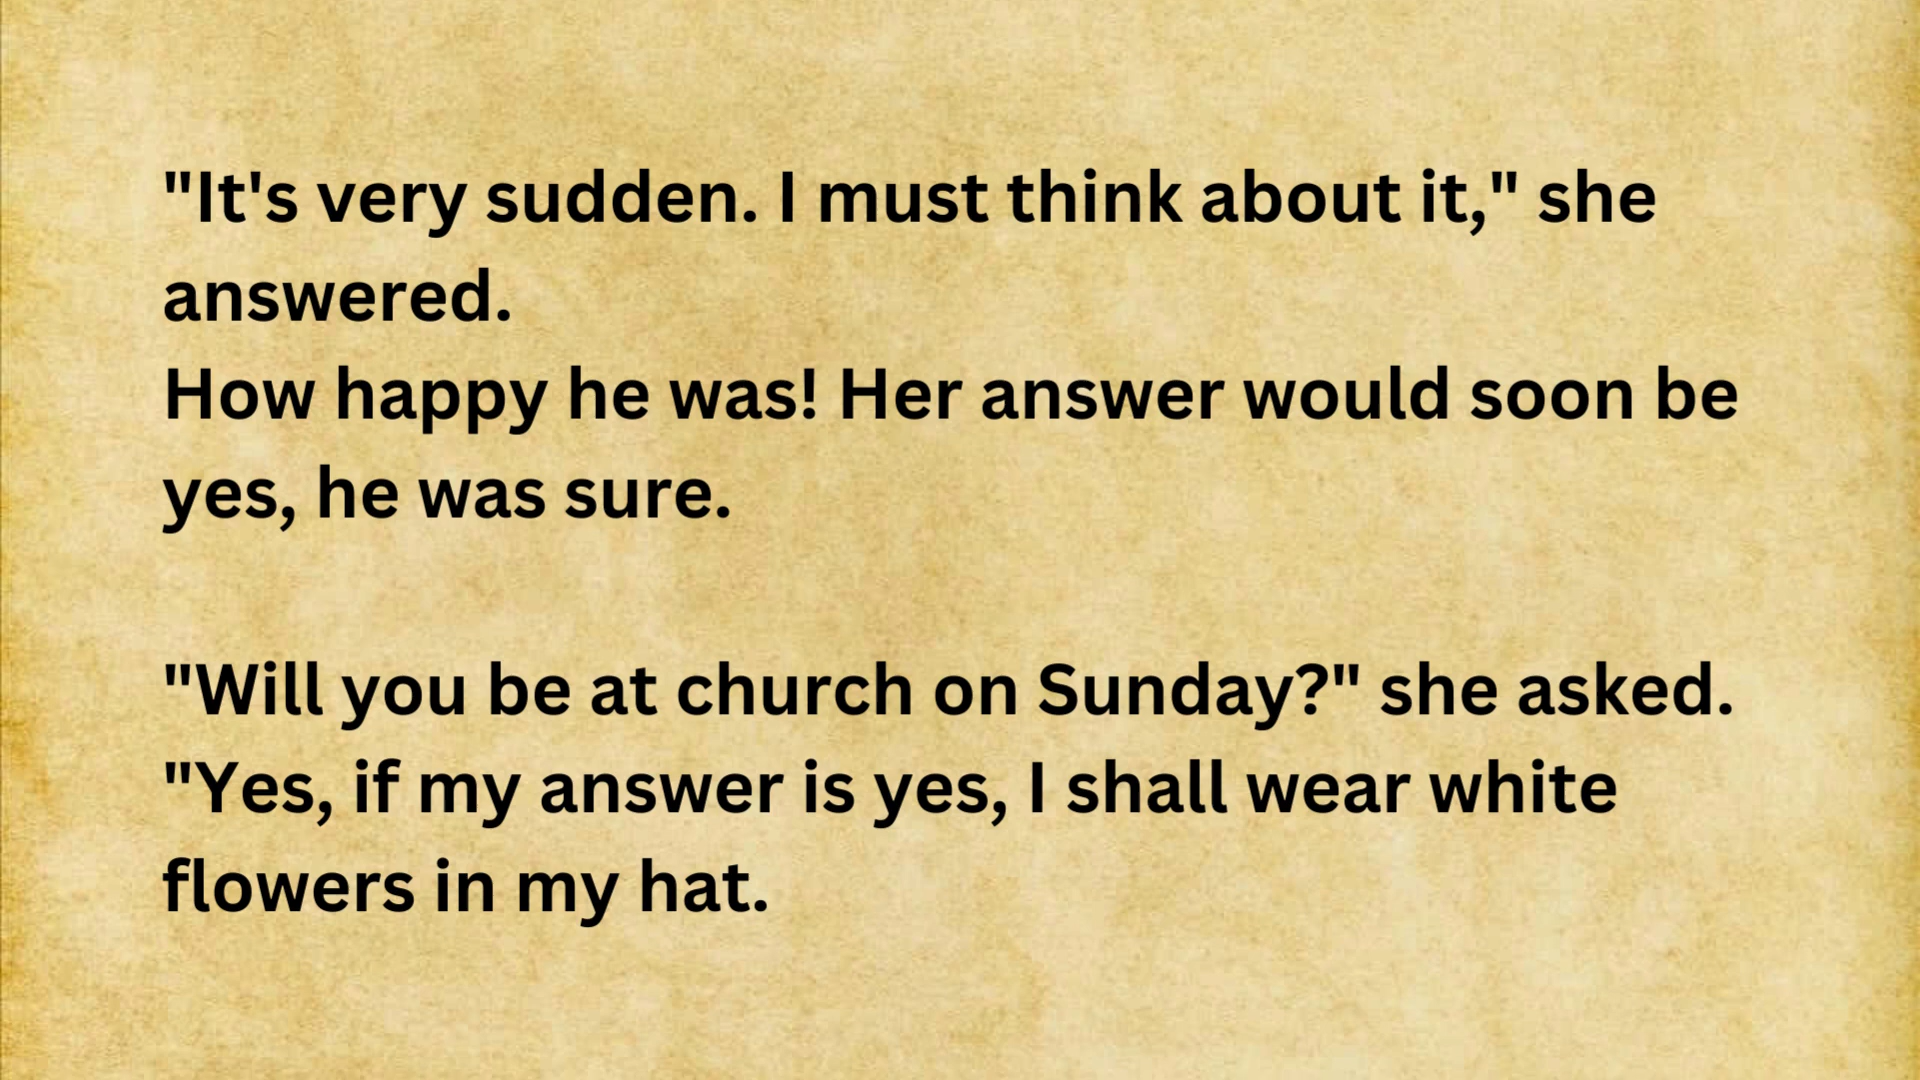 "It's very sudden. I must think about it," she
answered.
How happy he was! Her answer would soon be
yes, he was sure.
"Will you be at church on Sunday?" she asked.
"Yes, if my answer is yes, I shall wear white
flowers in my hat.